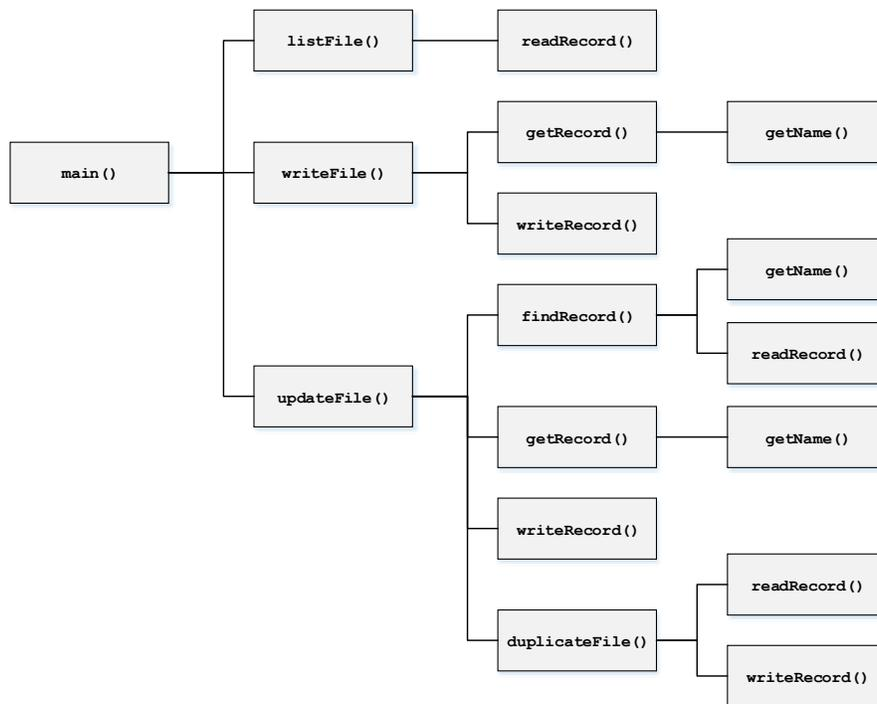 listFile()
readRecord()
getRecord()
getName()
main()
writeFile()
writeRecord()
getName()
findRecord()
readRecord()
updateFile()
getRecord()
getName()
writeRecord()
readRecord()
duplicateFile()
writeRecord()